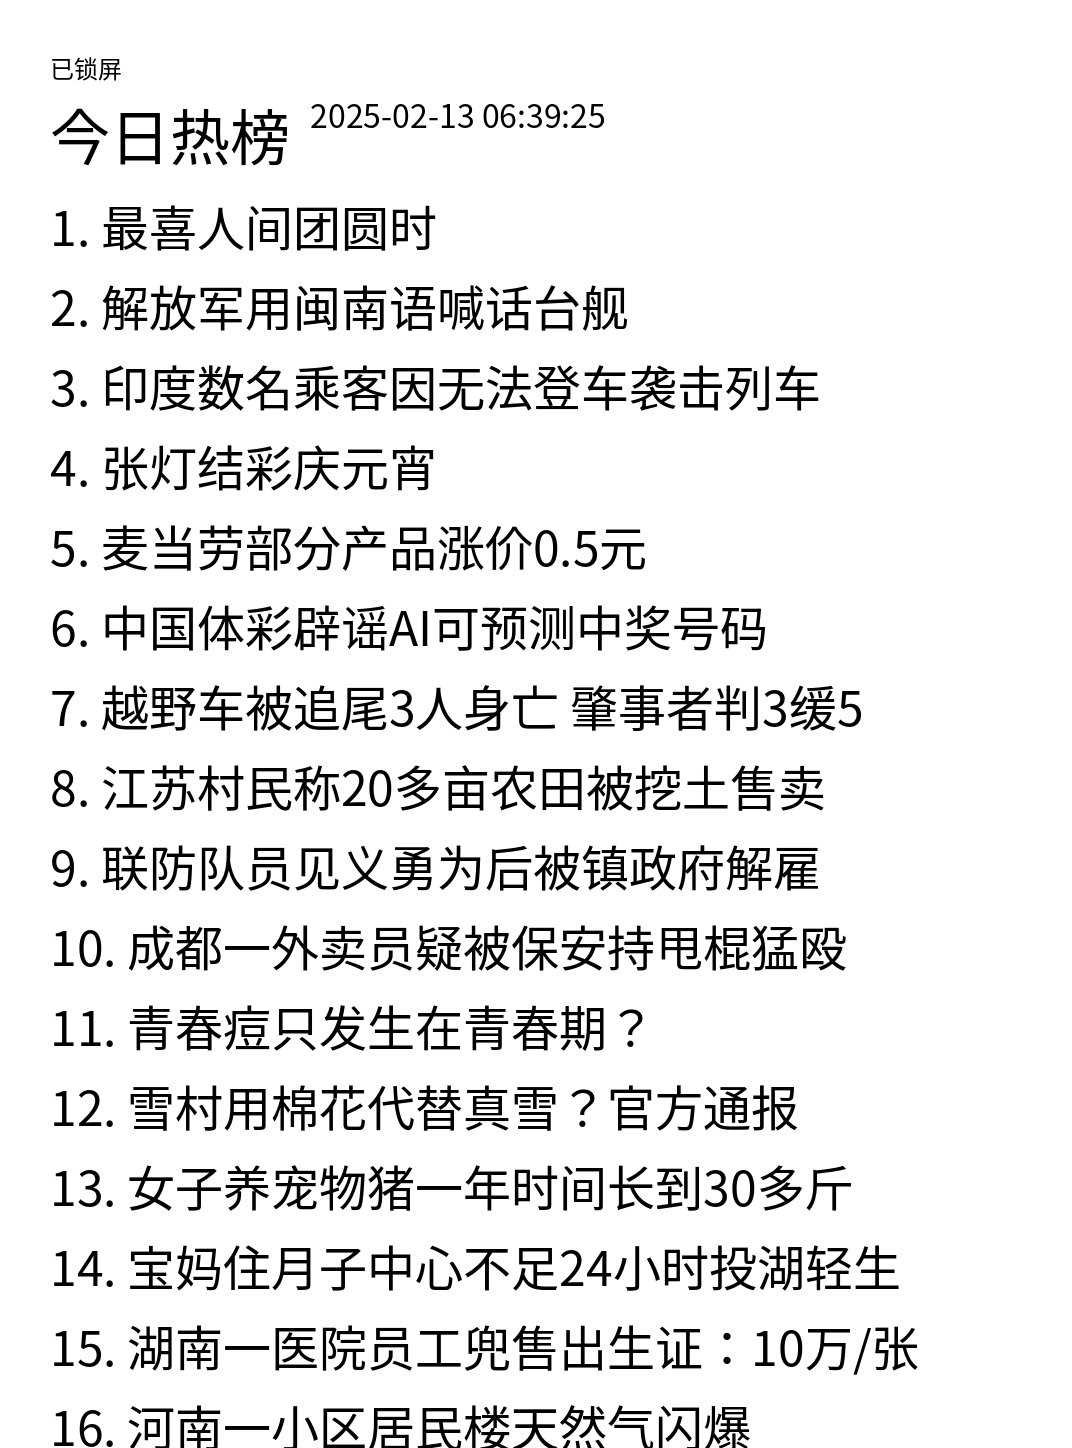 已锁屏
今日热榜 2025-02-13 06:39:25
1. 最喜人间团圆时
2. 解放军用闽南语喊话台舰
3. 印度数名乘客因无法登车袭击列车
4. 张灯结彩庆元宵
5. 麦当劳部分产品涨价0.5元
6. 中国体彩辟谣AI可预测中奖号码
7. 越野车被追尾3人身亡 肇事者判3缓5
8. 江苏村民称20多亩农田被挖土售卖
9. 联防队员见义勇为后被镇政府解雇
10. 成都一外卖员疑被保安持甩棍猛殴
11. 青春痘只发生在青春期？
12. 雪村用棉花代替真雪？官方通报
13. 女子养宠物猪一年时间长到30多斤
14. 宝妈住月子中心不足24小时投湖轻生
15. 湖南一医院员工兜售出生证：10万/张
16. 河南一小区居民楼天然气闪爆